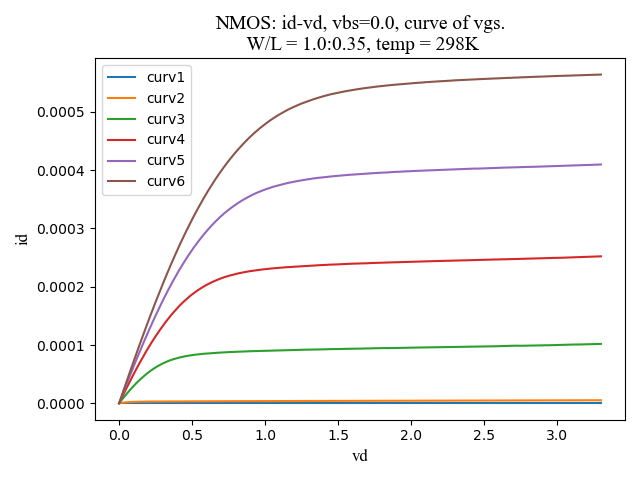 NMOS: id-vd, vbs=0.0, curve of vgs.
W/L = 1.0:0.35, temp = 298K
curv1
curv2
curv3
curv4
curv5
curv6
0.0005
0.0004
0.0003
0.0002
0.0001
0.0000
id
0.0 0.5 1.0 1.5 2.0 2.5 3.0
vd